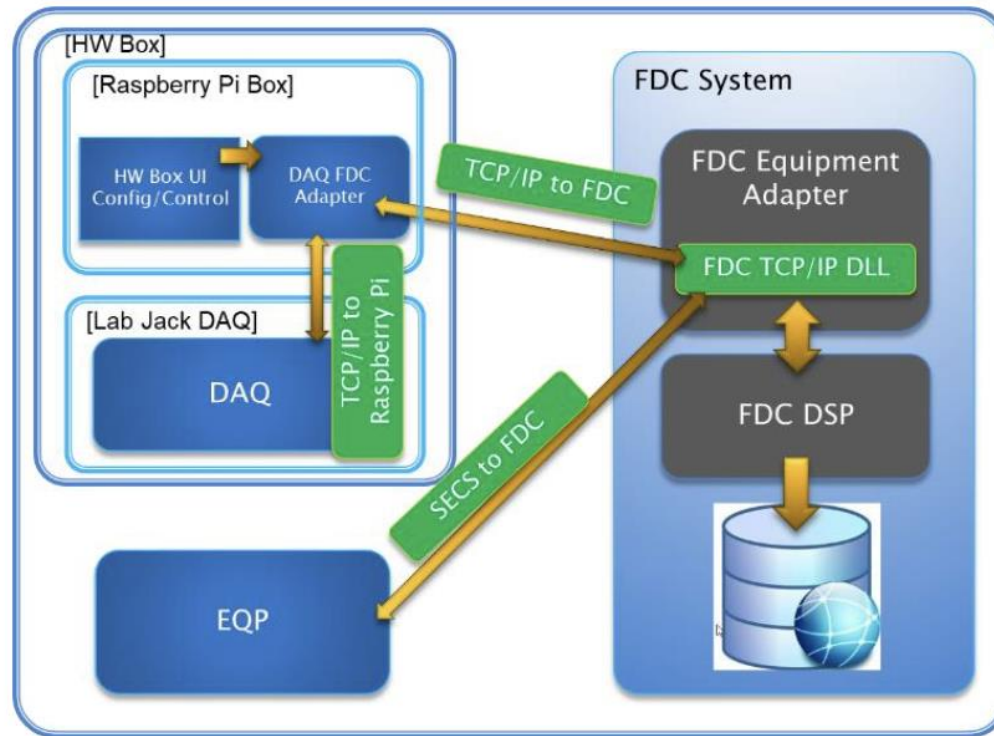 [HW Box]
[Raspberry Pi Box]
HW Box UI
Config/Control
DAQ FDC
Adapter
[Lab Jack DAQ]
DAQ
TCP/IP to
Raspberry Pi
EQP
TCP/IP to FDC
SECS to FDC
FDC System
FDC Equipment
Adapter
FDC TCP/IP DLL
FDC DSP